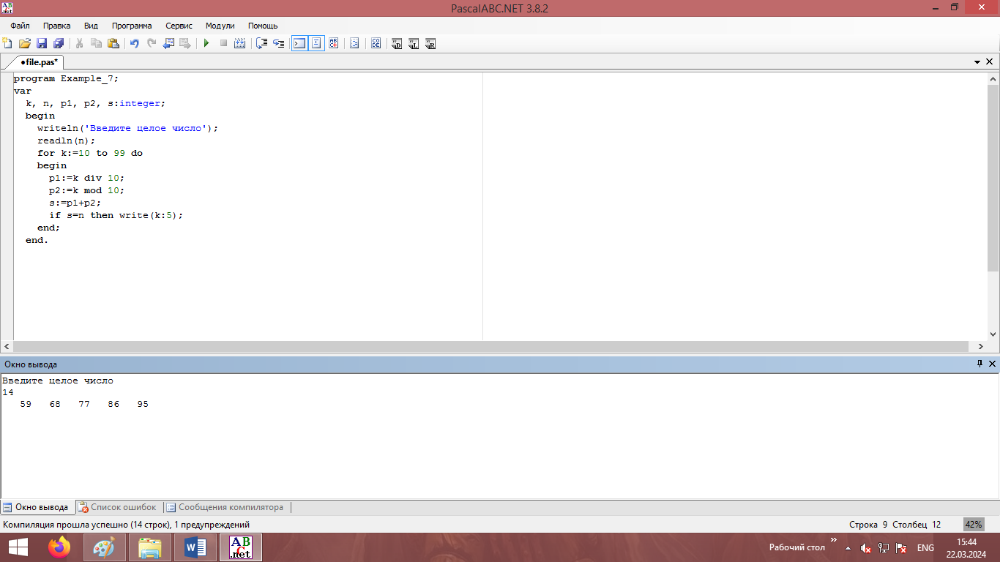 PascalABC.NET 3.8.2
Файл Правка Вид Программа Сервис Модули Помощь
•file.pas*
program Example_7;
var
  k, n, p1, p2, s:integer;
  begin
    writeln('Введите целое число');
    readln(n);
    for k:=10 to 99 do
    begin
      p1:=k div 10;
      p2:=k mod 10;
      s:=p1+p2;
      if s=n then write(k:5);
    end;
  end.
Окно вывода
Введите целое число
14
   59   68   77   86   95
Окно вывода Список ошибок Сообщения компилятора
Компиляция прошла успешно (14 строк), 1 предупреждений Строка 9 Столбец 12 42%
Рабочий стол ENG 15:44
22.03.2024